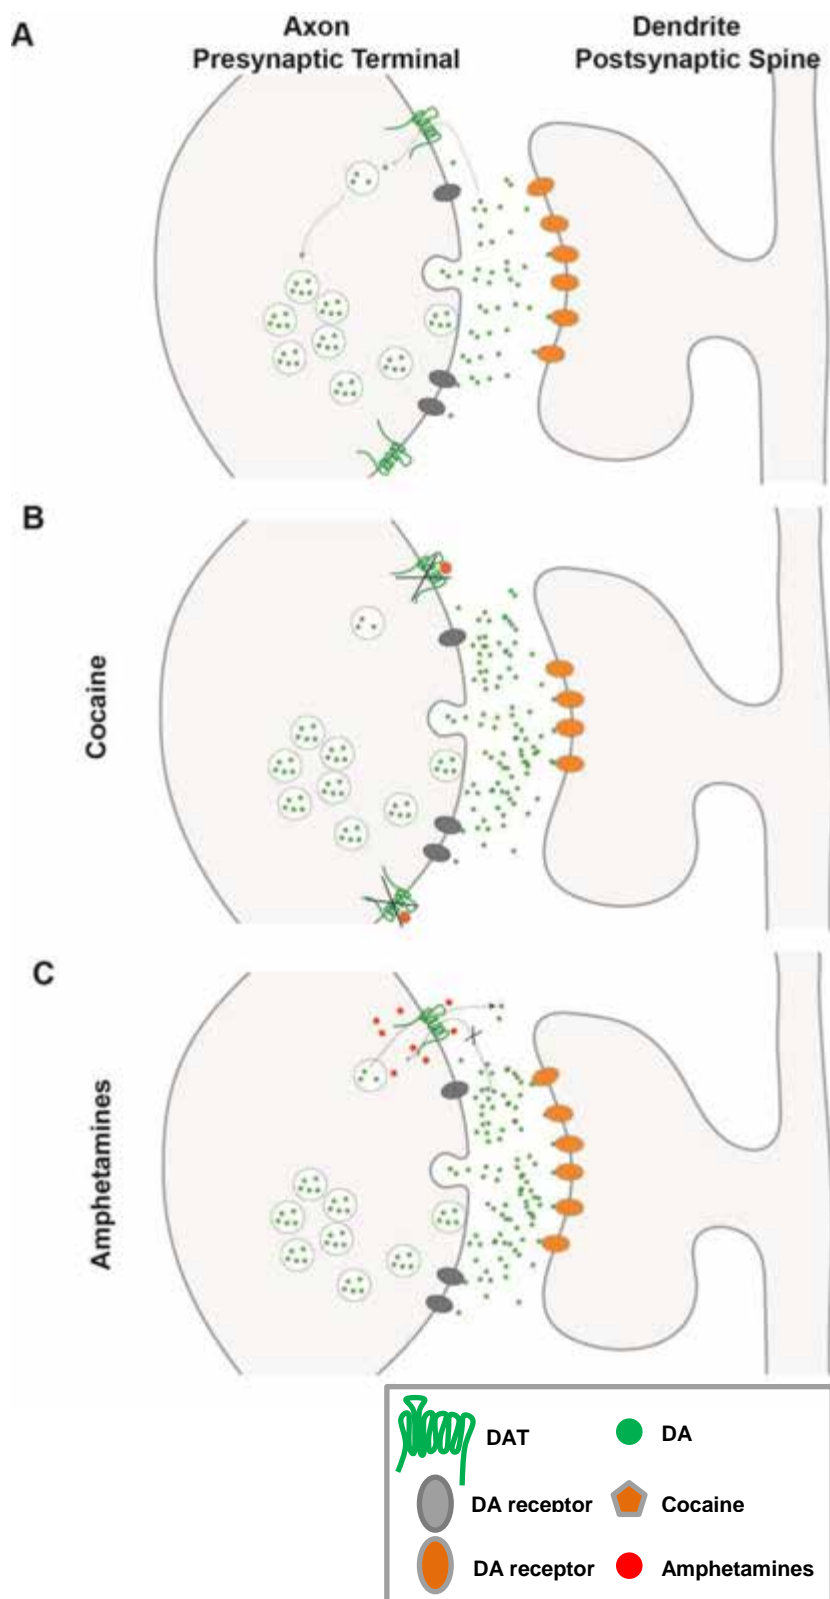 A
Axon
Presynaptic Terminal
Dendrite
Postsynaptic Spine
B
Cocaine
C
Amphetamines
DAT
DA
DA receptor
Cocaine
DA receptor
Amphetamines